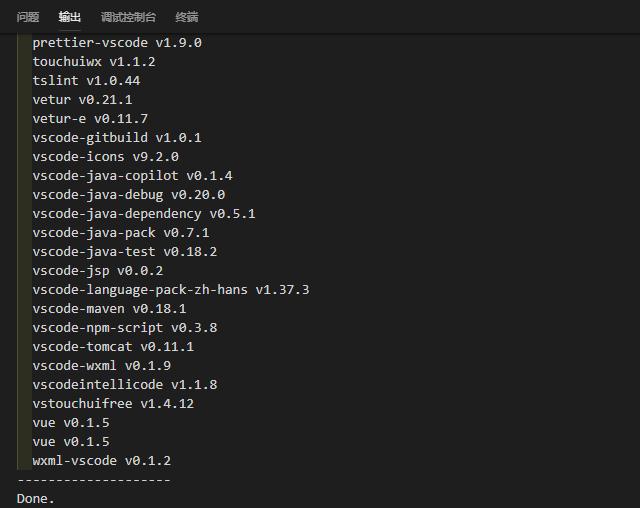 问题 输出 调试控制台 终端
prettier-vscode v1.9.0
touchuiwx v1.1.2
tslint v1.0.44
vetur v0.21.1
vetur-e v0.11.7
vscode-gitbuild v1.0.1
vscode-icons v9.2.0
vscode-java-copilot v0.1.4
vscode-java-debug v0.20.0
vscode-java-dependency v0.5.1
vscode-java-pack v0.7.1
vscode-java-test v0.18.2
vscode-jsp v0.0.2
vscode-language-pack-zh-hans v1.37.3
vscode-maven v0.18.1
vscode-npm-script v0.3.8
vscode-tomcat v0.11.1
vscode-wxml v0.1.9
vscodeintellicode v1.1.8
vstouchuifree v1.4.12
vue v0.1.5
vue v0.1.5
wxml-vscode v0.1.2
--------------------
Done.